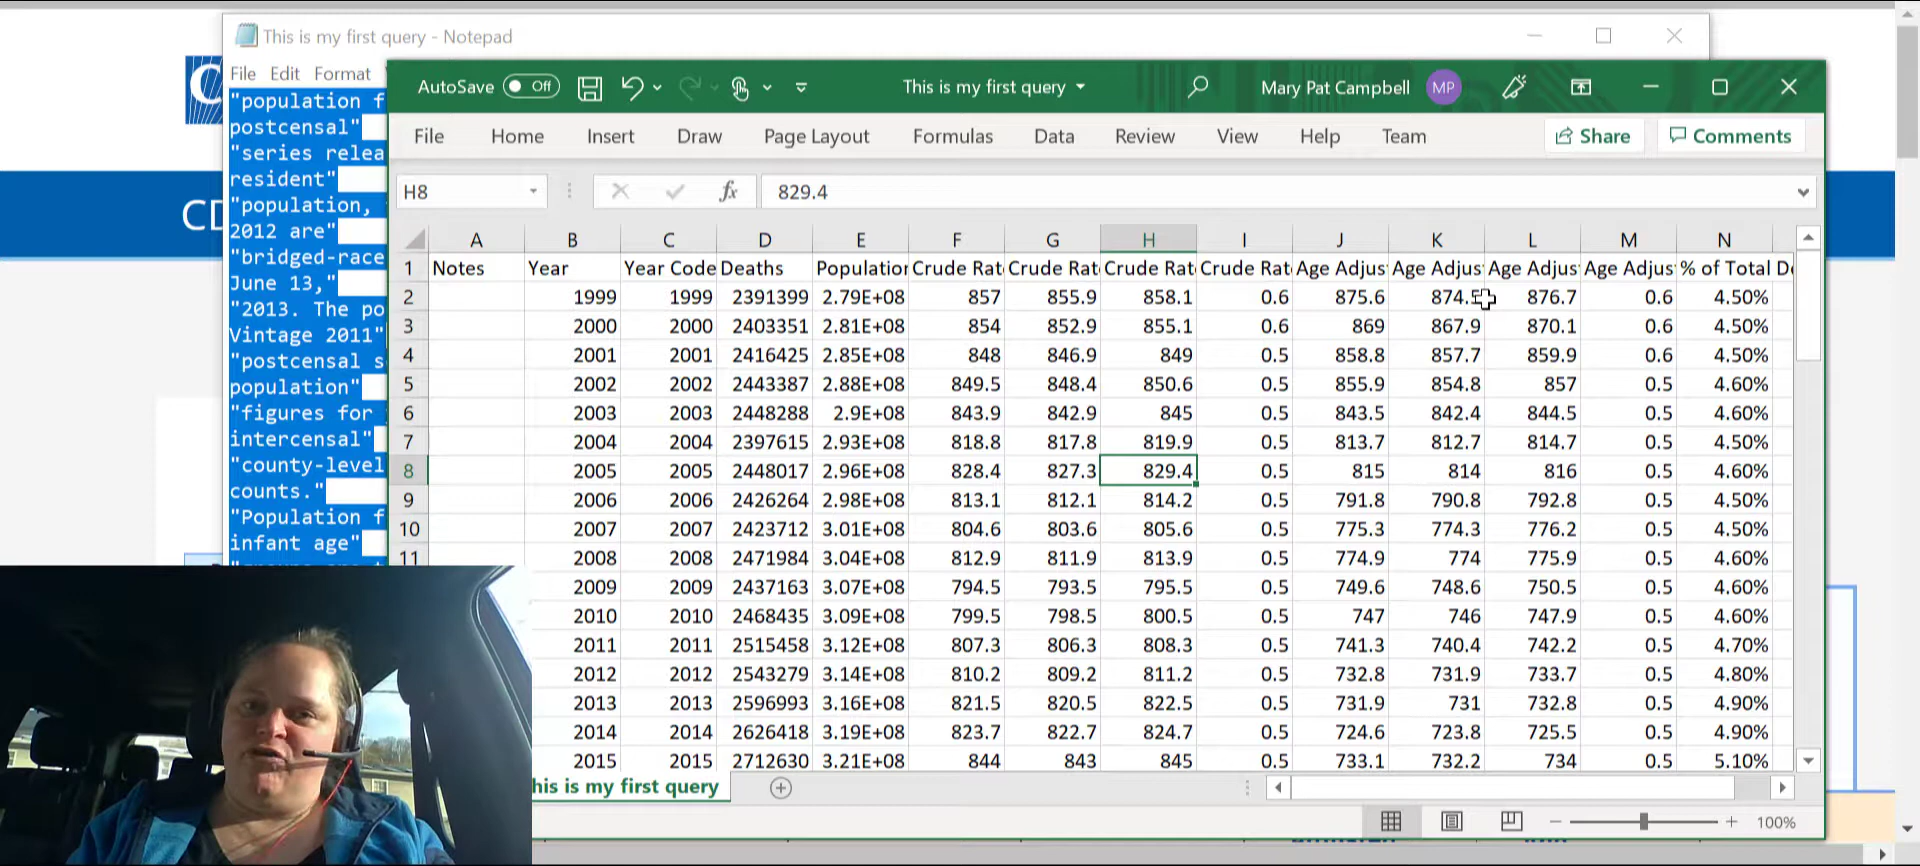 This is my first query - Notepad
File Edit Format
"population f
postcensal"
"series relea
resident"
"population,
2012 are"
"bridged-race
June 13,"
"2013. The po
Vintage 2011"
"postcensal s
population"
"figures for
intercensal"
"county-level
counts."
"Population f
infant age"
CD
AutoSave Off This is my first query Mary Pat Campbell MP
File Home Insert Draw Page Layout Formulas Data Review View Help Team Share Comments
H8 fx 829.4
A B C D E F G H I J K L M N
1 Notes Year Year Code Deaths Population Crude Rat Crude Rat Crude Rat Crude Rat Age Adjus Age Adjus Age Adjus Age Adjus % of Total D
2 1999 1999 2391399 2.79E+08 857 855.9 858.1 0.6 875.6 874.5 876.7 0.6 4.50%
3 2000 2000 2403351 2.81E+08 854 852.9 855.1 0.6 869 867.9 870.1 0.6 4.50%
4 2001 2001 2416425 2.85E+08 848 846.9 849 0.5 858.8 857.7 859.9 0.6 4.50%
5 2002 2002 2443387 2.88E+08 849.5 848.4 850.6 0.5 855.9 854.8 857 0.5 4.60%
6 2003 2003 2448288 2.9E+08 843.9 842.9 845 0.5 843.5 842.4 844.5 0.5 4.60%
7 2004 2004 2397615 2.93E+08 818.8 817.8 819.9 0.5 813.7 812.7 814.7 0.5 4.50%
8 2005 2005 2448017 2.96E+08 828.4 827.3 829.4 0.5 815 814 816 0.5 4.60%
9 2006 2006 2426264 2.98E+08 813.1 812.1 814.2 0.5 791.8 790.8 792.8 0.5 4.50%
10 2007 2007 2423712 3.01E+08 804.6 803.6 805.6 0.5 775.3 774.3 776.2 0.5 4.50%
11 2008 2008 2471984 3.04E+08 812.9 811.9 813.9 0.5 774.9 774 775.9 0.5 4.60%
2009 2009 2437163 3.07E+08 794.5 793.5 795.5 0.5 749.6 748.6 750.5 0.5 4.60%
2010 2010 2468435 3.09E+08 799.5 798.5 800.5 0.5 747 746 747.9 0.5 4.60%
2011 2011 2515458 3.12E+08 807.3 806.3 808.3 0.5 741.3 740.4 742.2 0.5 4.70%
2012 2012 2543279 3.14E+08 810.2 809.2 811.2 0.5 732.8 731.9 733.7 0.5 4.80%
2013 2013 2596993 3.16E+08 821.5 820.5 822.5 0.5 731.9 731 732.8 0.5 4.90%
2014 2014 2626418 3.19E+08 823.7 822.7 824.7 0.5 724.6 723.8 725.5 0.5 4.90%
2015 2015 2712630 3.21E+08 844 843 845 0.5 733.1 732.2 734 0.5 5.10%
his is my first query
100%